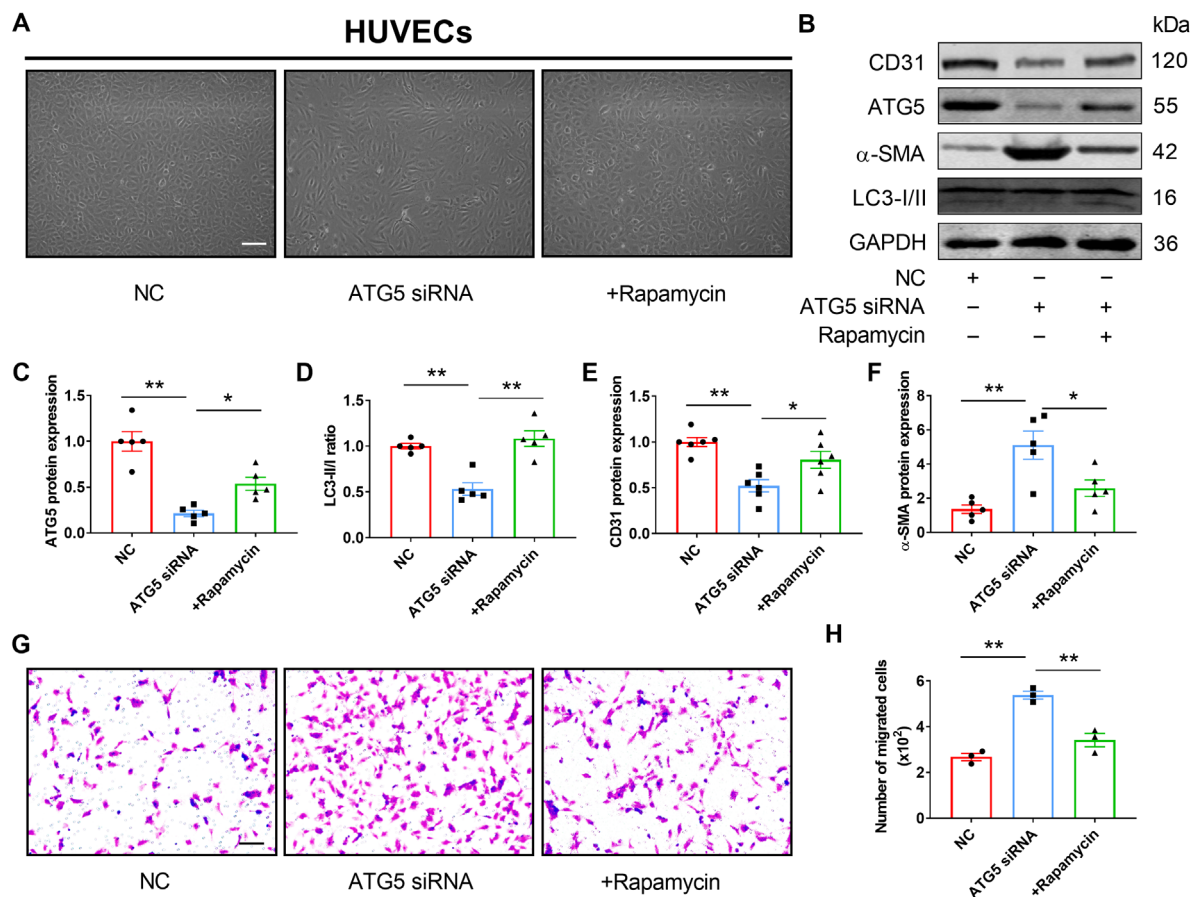 A
HUVECs
NC
ATG5 siRNA
+Rapamycin
B
kDa
CD31
120
ATG5
55
α-SMA
42
LC3-I/II
16
GAPDH
36
NC + – –
ATG5 siRNA – + +
Rapamycin – – +
C
ATG5 protein expression
1.5
1.0
0.5
0.0
** *
NC
ATG5 siRNA
+Rapamycin
D
LC3-II/I ratio
1.5
1.0
0.5
0.0
** **
NC
ATG5 siRNA
+Rapamycin
E
CD31 protein expression
1.5
1.0
0.5
0.0
** *
NC
ATG5 siRNA
+Rapamycin
F
α-SMA protein expression
8
6
4
2
0
** *
NC
ATG5 siRNA
+Rapamycin
G
NC
ATG5 siRNA
+Rapamycin
H
Number of migrated cells
(x10²)
6
4
2
0
** **
NC
ATG5 siRNA
+Rapamycin